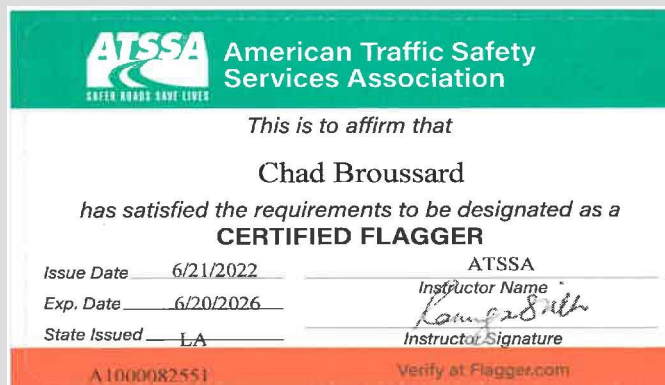 ATSSA
SAFER ROADS SAVE LIVES
American Traffic Safety
Services Association
This is to affirm that
Chad Broussard
has satisfied the requirements to be designated as a
CERTIFIED FLAGGER
Issue Date 6/21/2022
ATSSA
Instructor Name
Exp. Date 6/20/2026
State Issued LA
Instructor Signature
A1000082551
Verify at Flagger.com